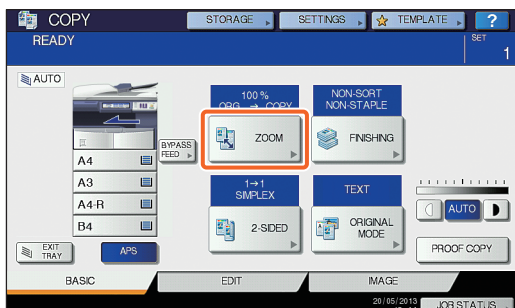 COPY
STORAGE
SETTINGS
TEMPLATE
?
READY
SET
1
AUTO
100 %
ORG. → COPY
NON-SORT
NON-STAPLE
ZOOM
FINISHING
BYPASS
FEED
A4
A3
A4-R
B4
1→1
SIMPLEX
TEXT
2-SIDED
ORIGINAL
MODE
AUTO
EXIT
TRAY
APS
PROOF COPY
BASIC
EDIT
IMAGE
20/05/2013
JOB STATUS